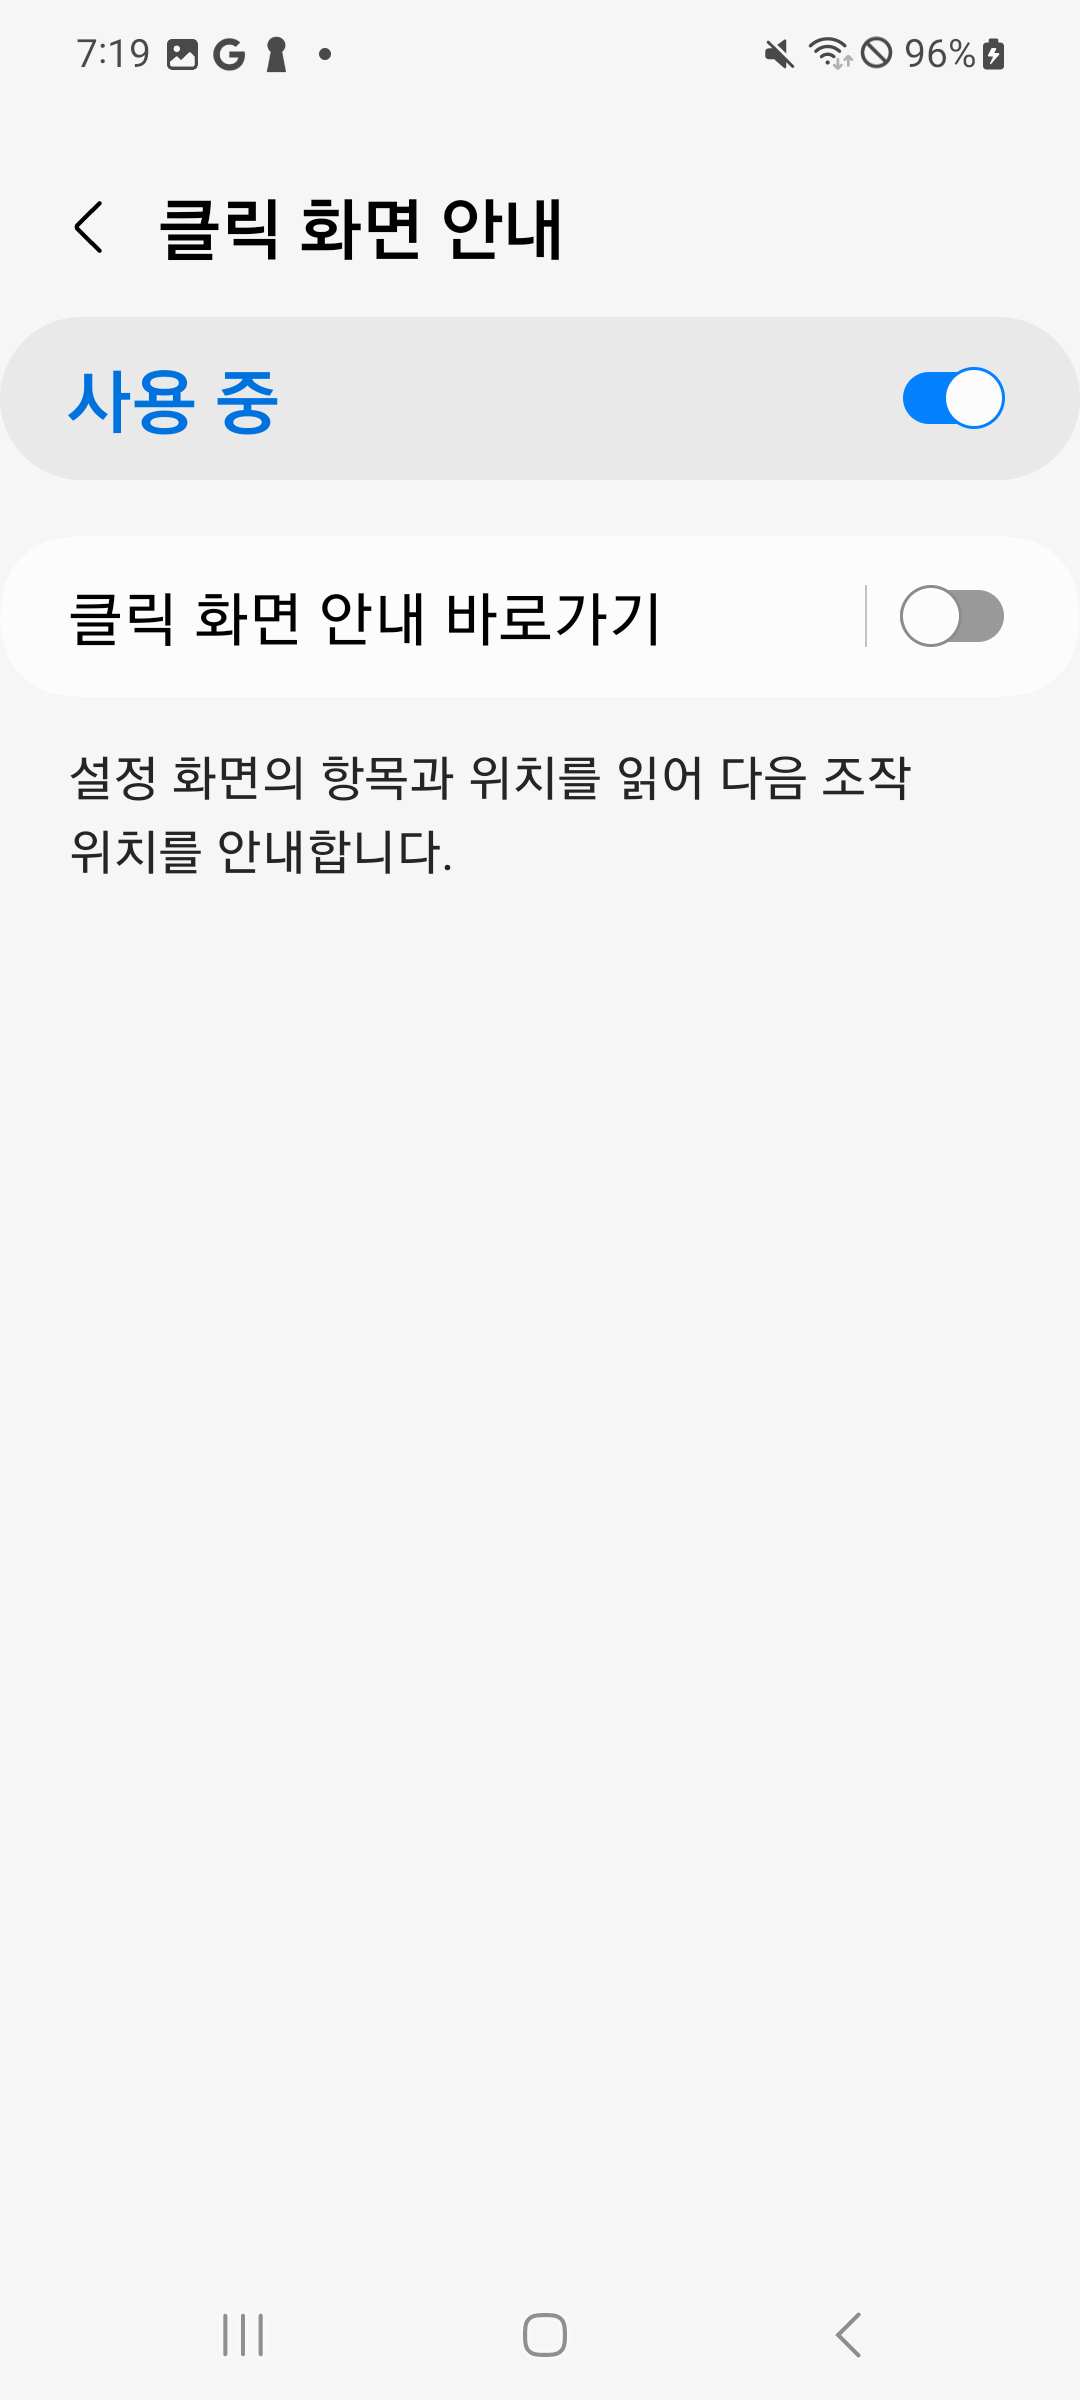 7:19
96%
클릭 화면 안내
사용 중
클릭 화면 안내 바로가기
설정 화면의 항목과 위치를 읽어 다음 조작
위치를 안내합니다.